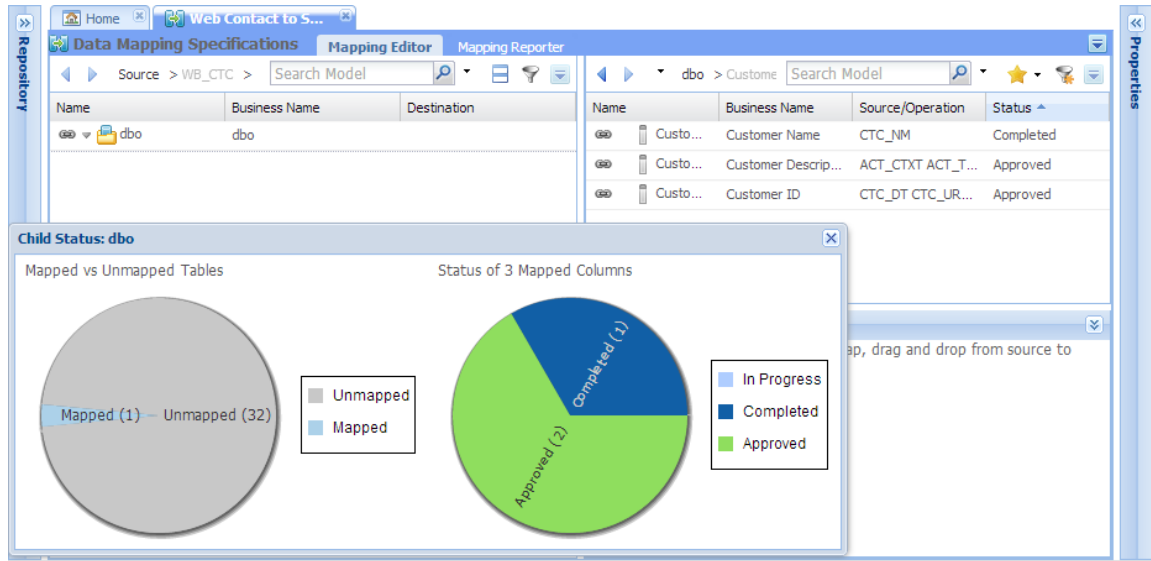 Home
Web Contact to S...
Repository
Properties
Data Mapping Specifications
Mapping Editor
Mapping Reporter
Source > WB_CTC >
Search Model
dbo > Custome
Search Model
Name Business Name Destination
dbo dbo
Name Business Name Source/Operation Status
Custo... Customer Name CTC_NM Completed
Custo... Customer Descrip... ACT_CTXT ACT_T... Approved
Custo... Customer ID CTC_DT CTC_UR... Approved
Child Status: dbo
Mapped vs Unmapped Tables
Mapped (1)
Unmapped (32)
Unmapped
Mapped
Status of 3 Mapped Columns
Completed (1)
Approved (2)
In Progress
Completed
Approved
ap, drag and drop from source to